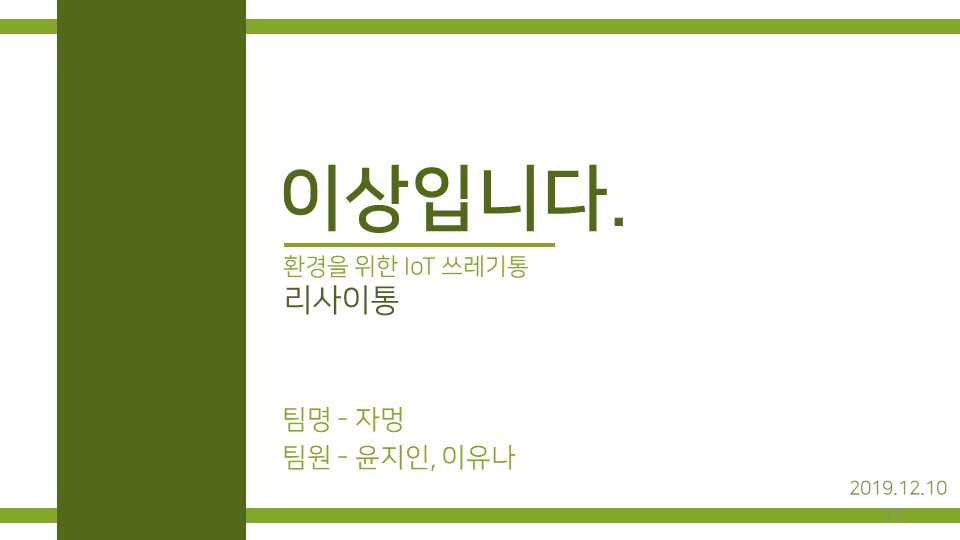 이상입니다.
환경을 위한 IoT 쓰레기통
리사이통
팀명 - 자멍
팀원 - 윤지인, 이유나
2019.12.10
17